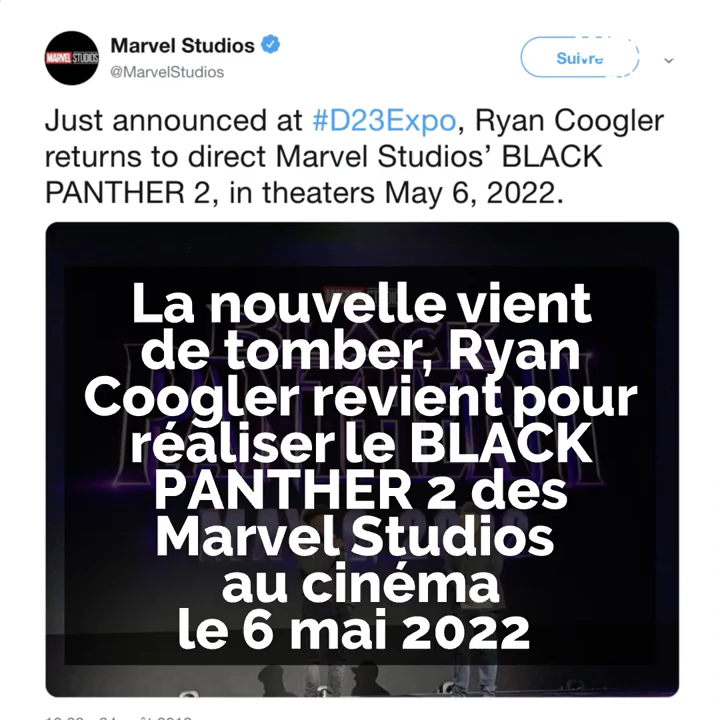 MARVEL STUDIOS
Marvel Studios
@MarvelStudios
Suivre
Just announced at #D23Expo, Ryan Coogler
returns to direct Marvel Studios’ BLACK
PANTHER 2, in theaters May 6, 2022.
La nouvelle vient
de tomber, Ryan
Coogler revient pour
réaliser le BLACK
PANTHER 2 des
Marvel Studios
au cinéma
le 6 mai 2022